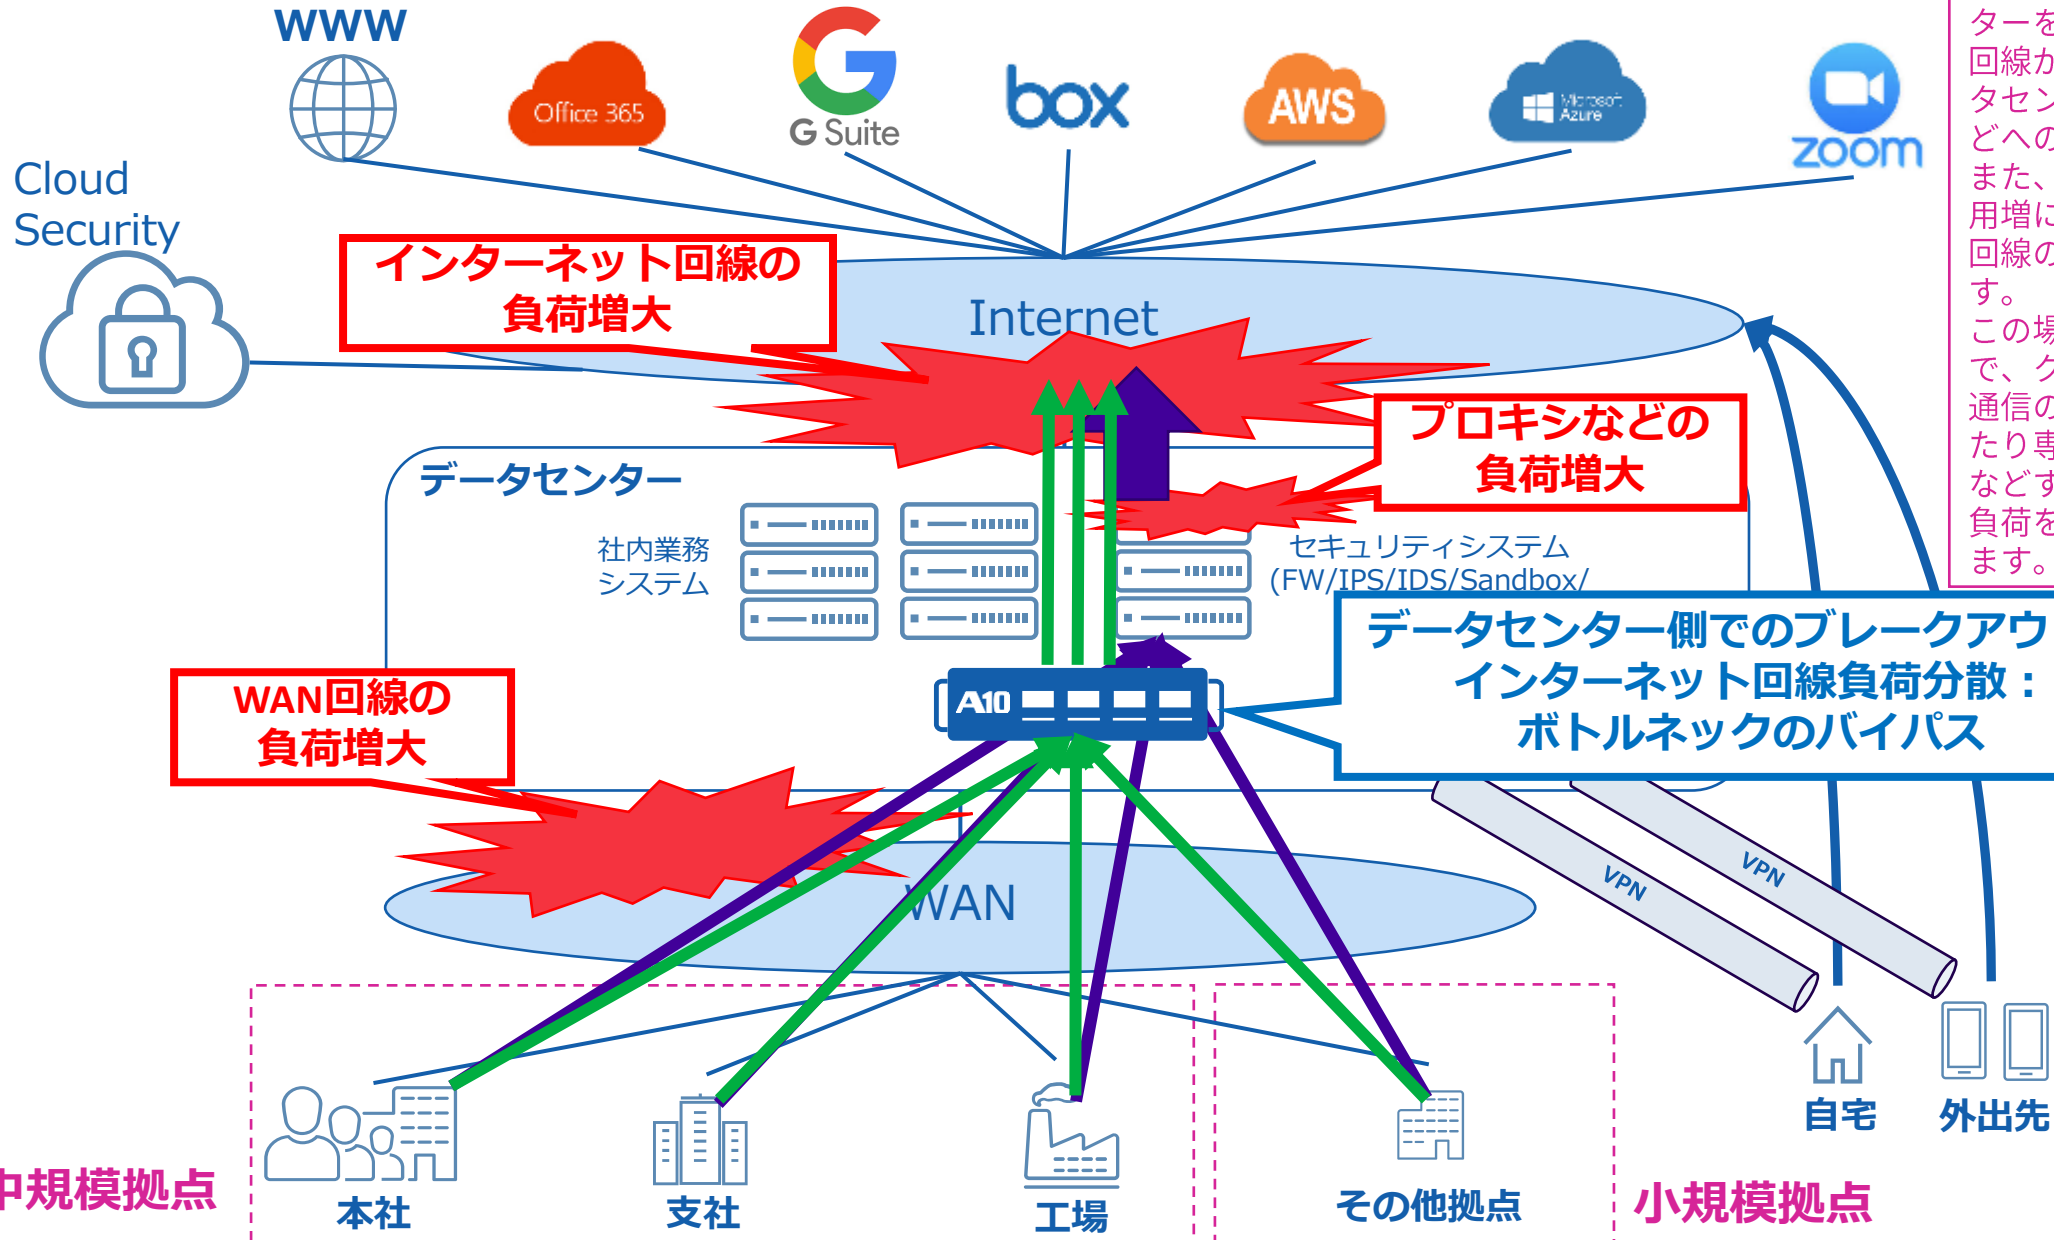 WWW
Office 365
G Suite
box
AWS
Microsoft
Azure
zoom
Cloud
Security
インターネット回線の
負荷増大
Internet
プロキシなどの
負荷増大
データセンター
社内業務
システム
セキュリティシステム
(FW/IPS/IDS/Sandbox/
データセンター側でのブレークアウ
インターネット回線負荷分散：
ボトルネックのバイパス
A10
WAN回線の
負荷増大
WAN
VPN
VPN
自宅
外出先
中規模拠点
本社
支社
工場
その他拠点
小規模拠点
ターを
回線が
タセン
どへの
また、
用増に
回線の
す。
この場
で、ク
通信の
たり専
などす
負荷を
ます。